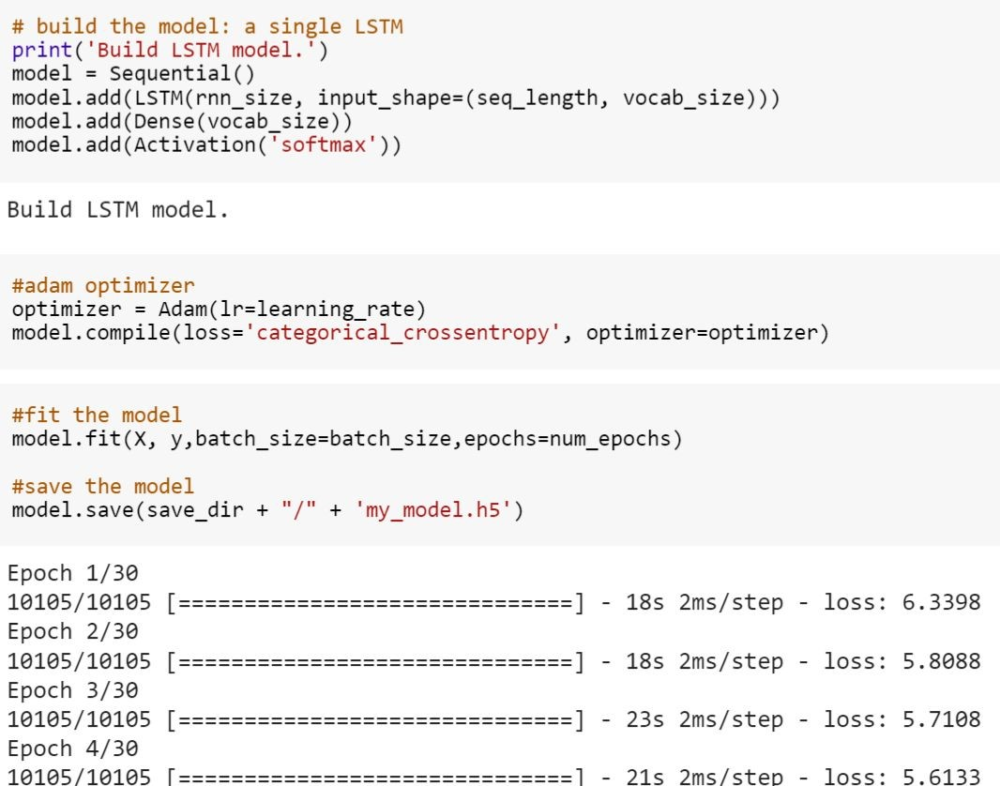 # build the model: a single LSTM
print('Build LSTM model.')
model = Sequential()
model.add(LSTM(rnn_size, input_shape=(seq_length, vocab_size)))
model.add(Dense(vocab_size))
model.add(Activation('softmax'))
Build LSTM model.
#adam optimizer
optimizer = Adam(lr=learning_rate)
model.compile(loss='categorical_crossentropy', optimizer=optimizer)
#fit the model
model.fit(X, y,batch_size=batch_size,epochs=num_epochs)
#save the model
model.save(save_dir + "/" + 'my_model.h5')
Epoch 1/30
10105/10105 [==============================] - 18s 2ms/step - loss: 6.3398
Epoch 2/30
10105/10105 [==============================] - 18s 2ms/step - loss: 5.8088
Epoch 3/30
10105/10105 [==============================] - 23s 2ms/step - loss: 5.7108
Epoch 4/30
10105/10105 [==============================] - 21s 2ms/step - loss: 5.6133